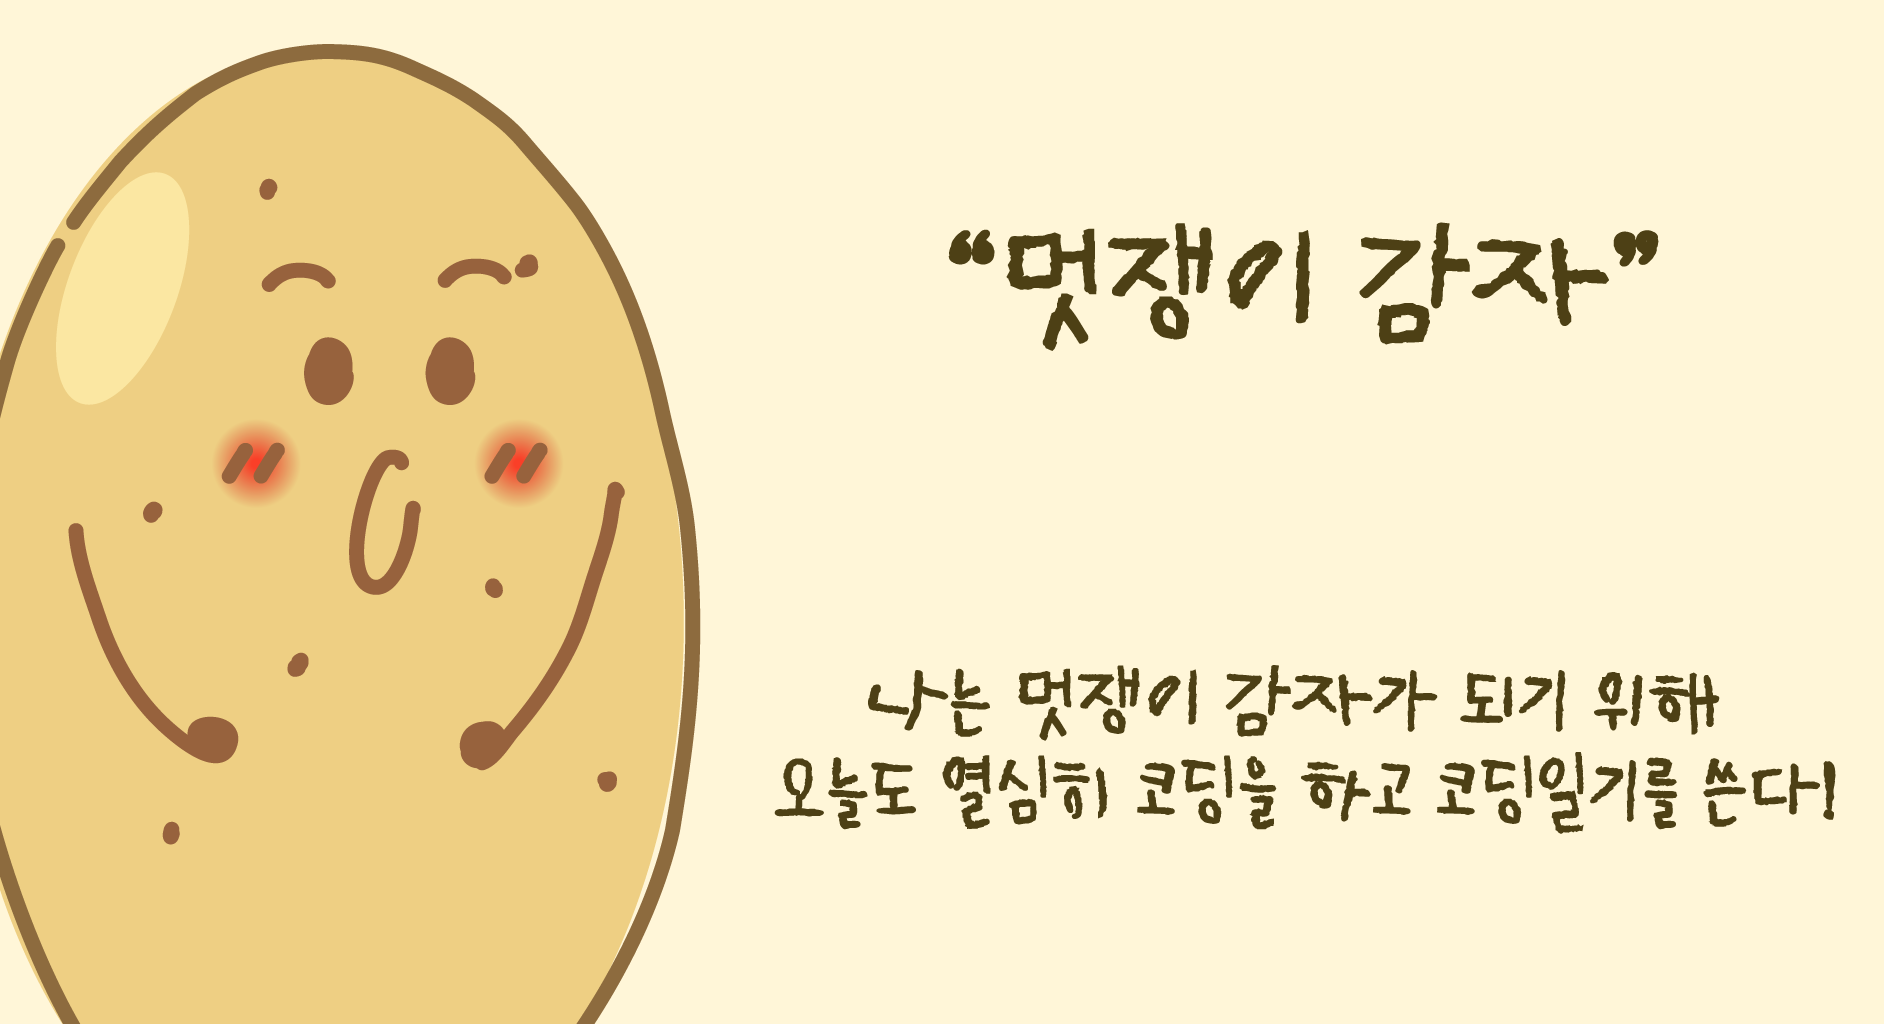 “멋쟁이 감자”
나는 멋쟁이 감자가 되기 위해
오늘도 열심히 코딩을 하고 코딩일기를 쓴다!